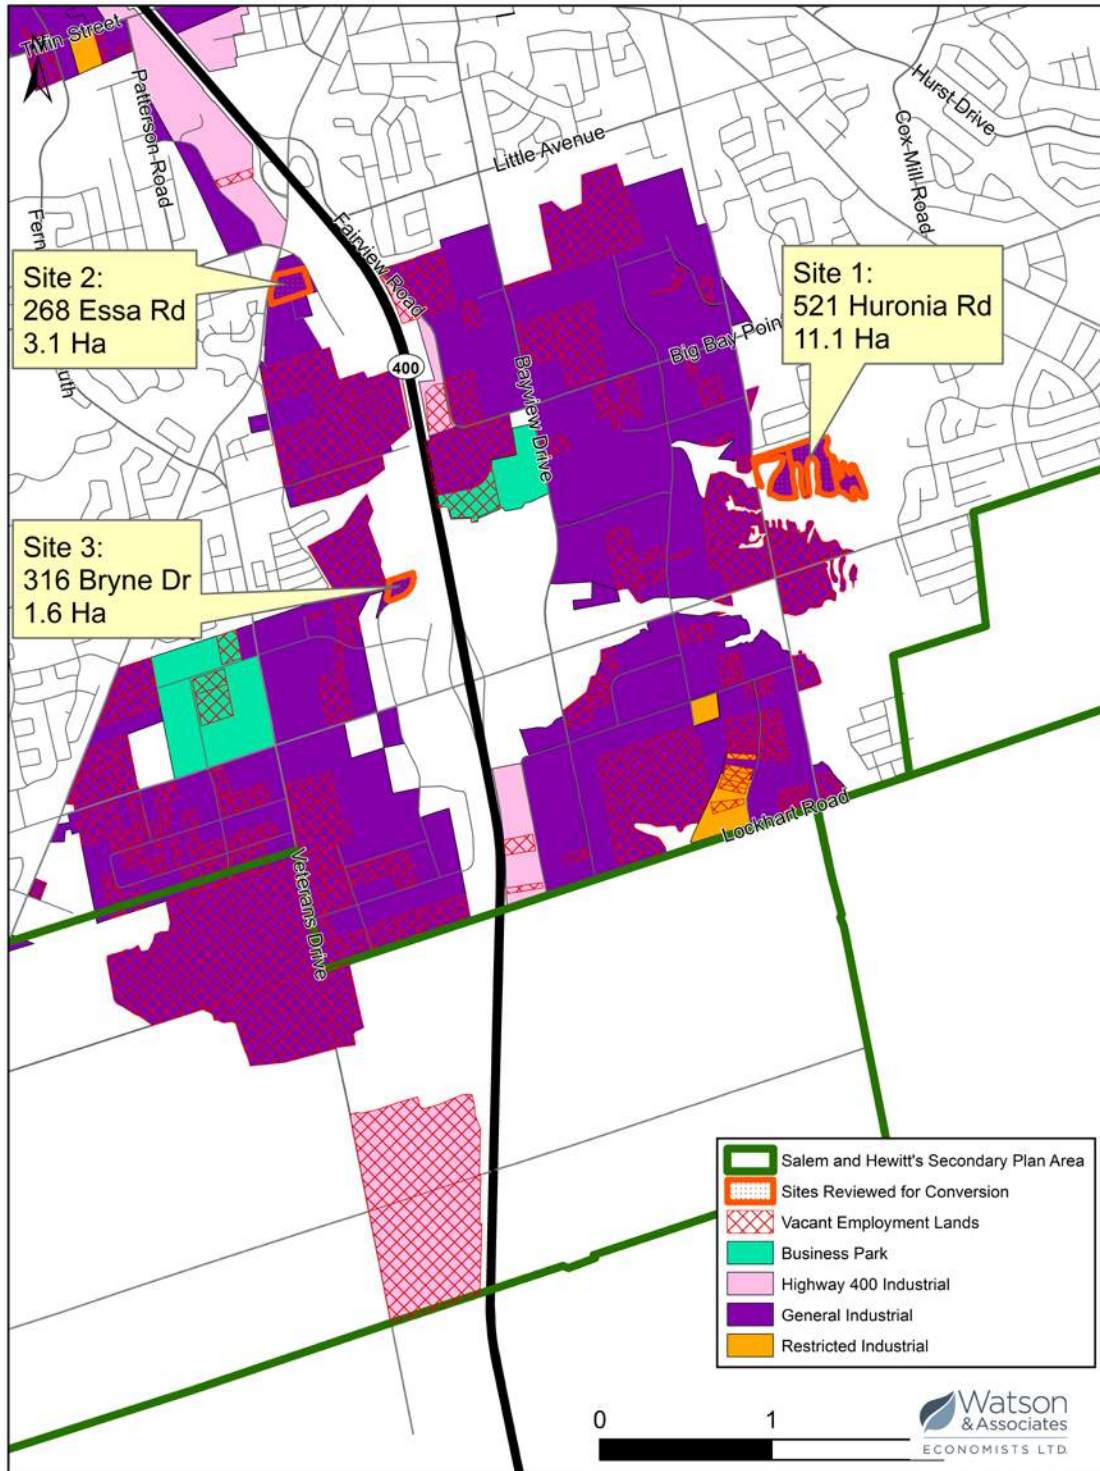 Tiffin Street
Patterson Road
Little Avenue
Hurst Drive
Cox Mill Road
Fern
uth
Fairview Road
Site 2:
268 Essa Rd
3.1 Ha
Site 1:
521 Huronia Rd
11.1 Ha
Big Bay Poin
400
Bayview Drive
Site 3:
316 Bryne Dr
1.6 Ha
Lockhart Road
Veterans Drive
Salem and Hewitt's Secondary Plan Area
Sites Reviewed for Conversion
Vacant Employment Lands
Business Park
Highway 400 Industrial
General Industrial
Restricted Industrial
0 1
Watson
& Associates
ECONOMISTS LTD.